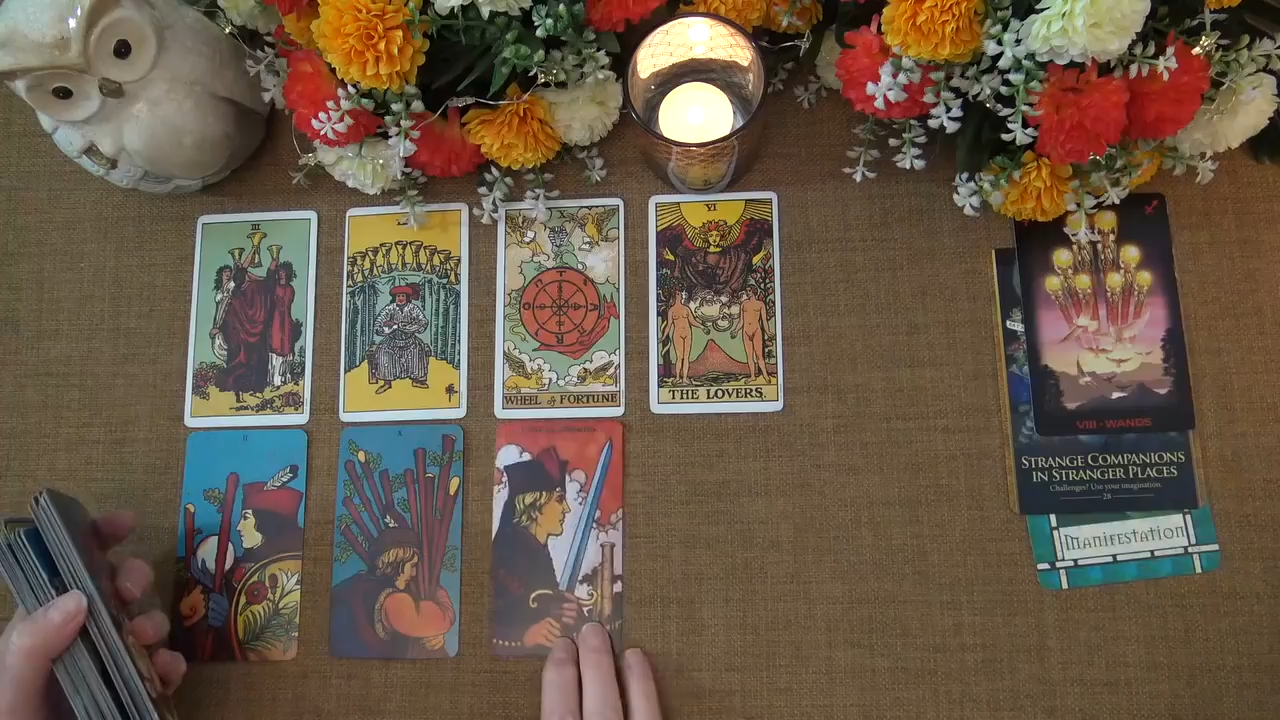 III
VI
WHEEL of FORTUNE
THE LOVERS.
II
X
VIII · WANDS
STRANGE COMPANIONS
IN STRANGER PLACES
Challenges? Use your imagination.
28
MANIFESTATION